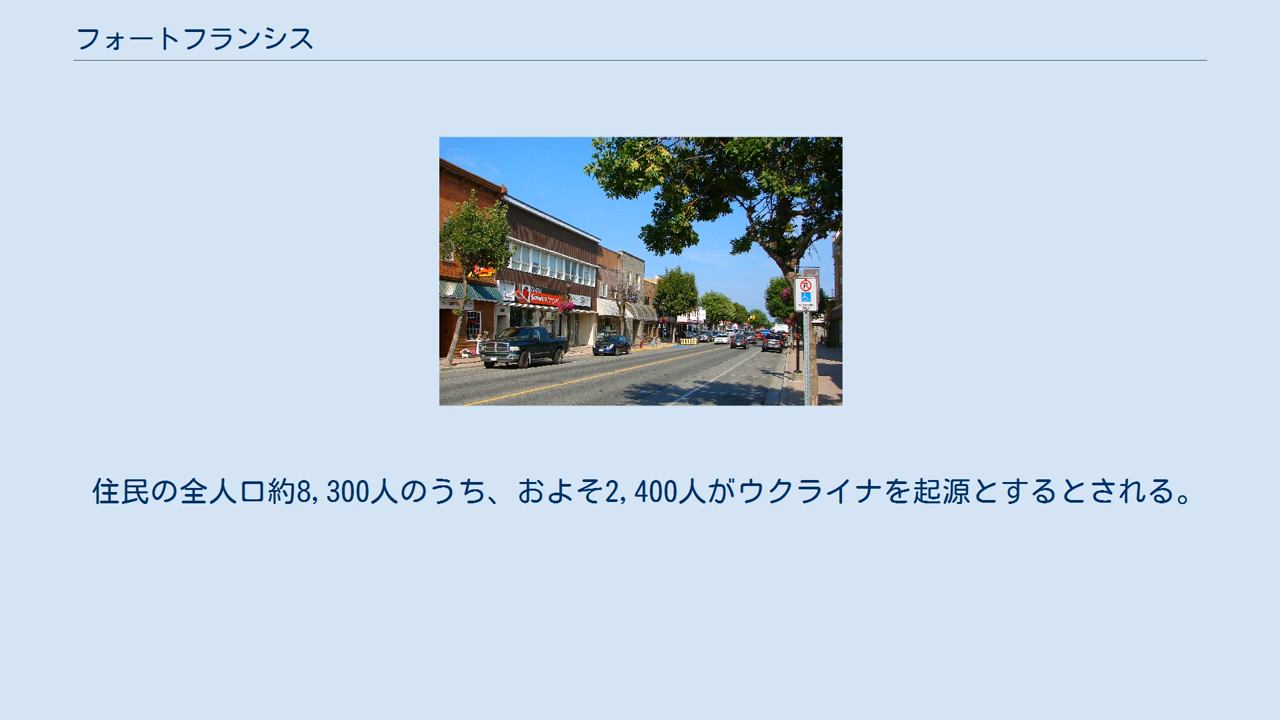 フォートフランシス
住民の全人口約8,300人のうち、およそ2,400人がウクライナを起源とするとされる。